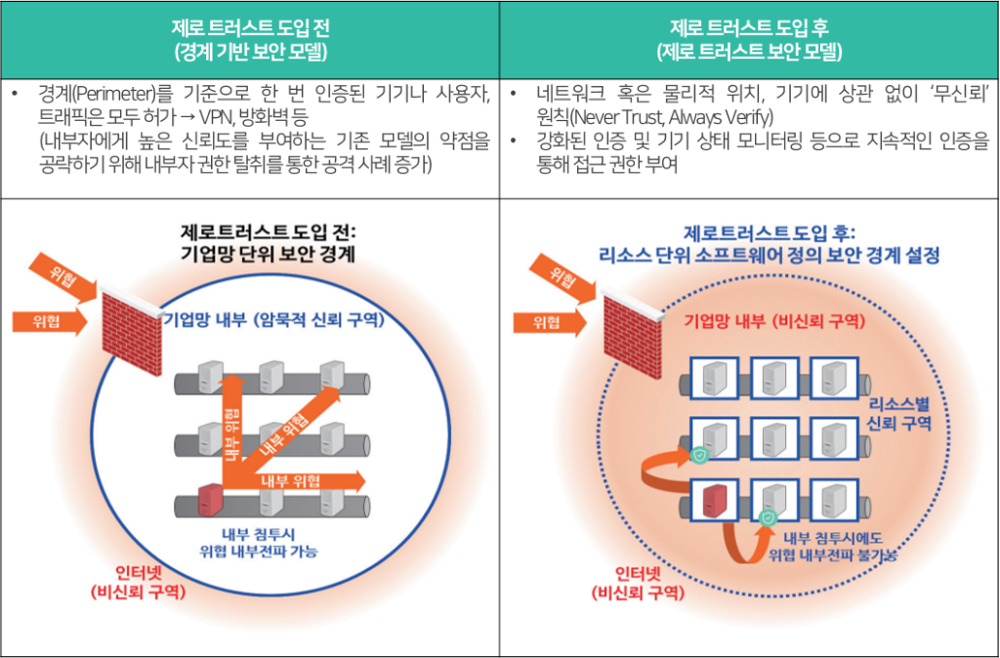 제로 트러스트 도입 전
(경계 기반 보안 모델)
제로 트러스트 도입 후
(제로 트러스트 보안 모델)
• 경계(Perimeter)를 기준으로 한 번 인증된 기기나 사용자,
트래픽은 모두 허가 → VPN, 방화벽 등
(내부자에게 높은 신뢰도를 부여하는 기존 모델의 약점을
공략하기 위해 내부자 권한 탈취를 통한 공격 사례 증가)
• 네트워크 혹은 물리적 위치, 기기에 상관 없이 ‘무신뢰’
원칙(Never Trust, Always Verify)
• 강화된 인증 및 기기 상태 모니터링 등으로 지속적인 인증을
통해 접근 권한 부여
제로트러스트 도입 전:
기업망 단위 보안 경계
위협
위협
기업망 내부 (암묵적 신뢰 구역)
내부 위협
내부 위협
내부 위협
내부 침투시
위협 내부전파 가능
인터넷
(비신뢰 구역)
제로트러스트 도입 후:
리소스 단위 소프트웨어 정의 보안 경계 설정
위협
위협
기업망 내부 (비신뢰 구역)
리소스별
신뢰 구역
내부 침투시에도
위협 내부전파 불가능
인터넷
(비신뢰 구역)